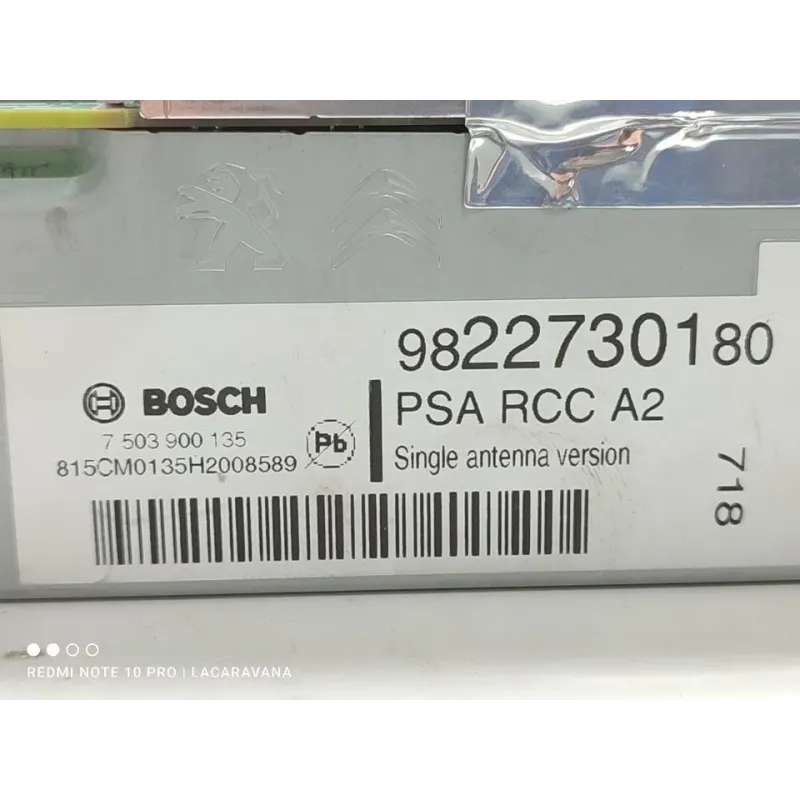 9822730180
BOSCH
PSA RCC A2
7 503 900 135
Pb
815CM0135H2008589
Single antenna version
718
REDMI NOTE 10 PRO | LACARAVANA